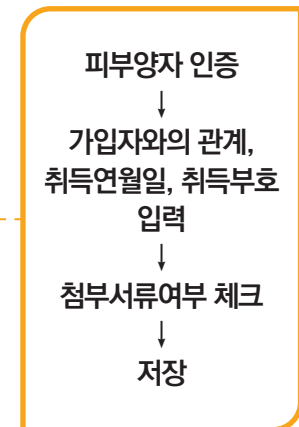 피부양자 인증
↓
가입자와의 관계,
취득연월일, 취득부호
입력
↓
첨부서류여부 체크
↓
저장